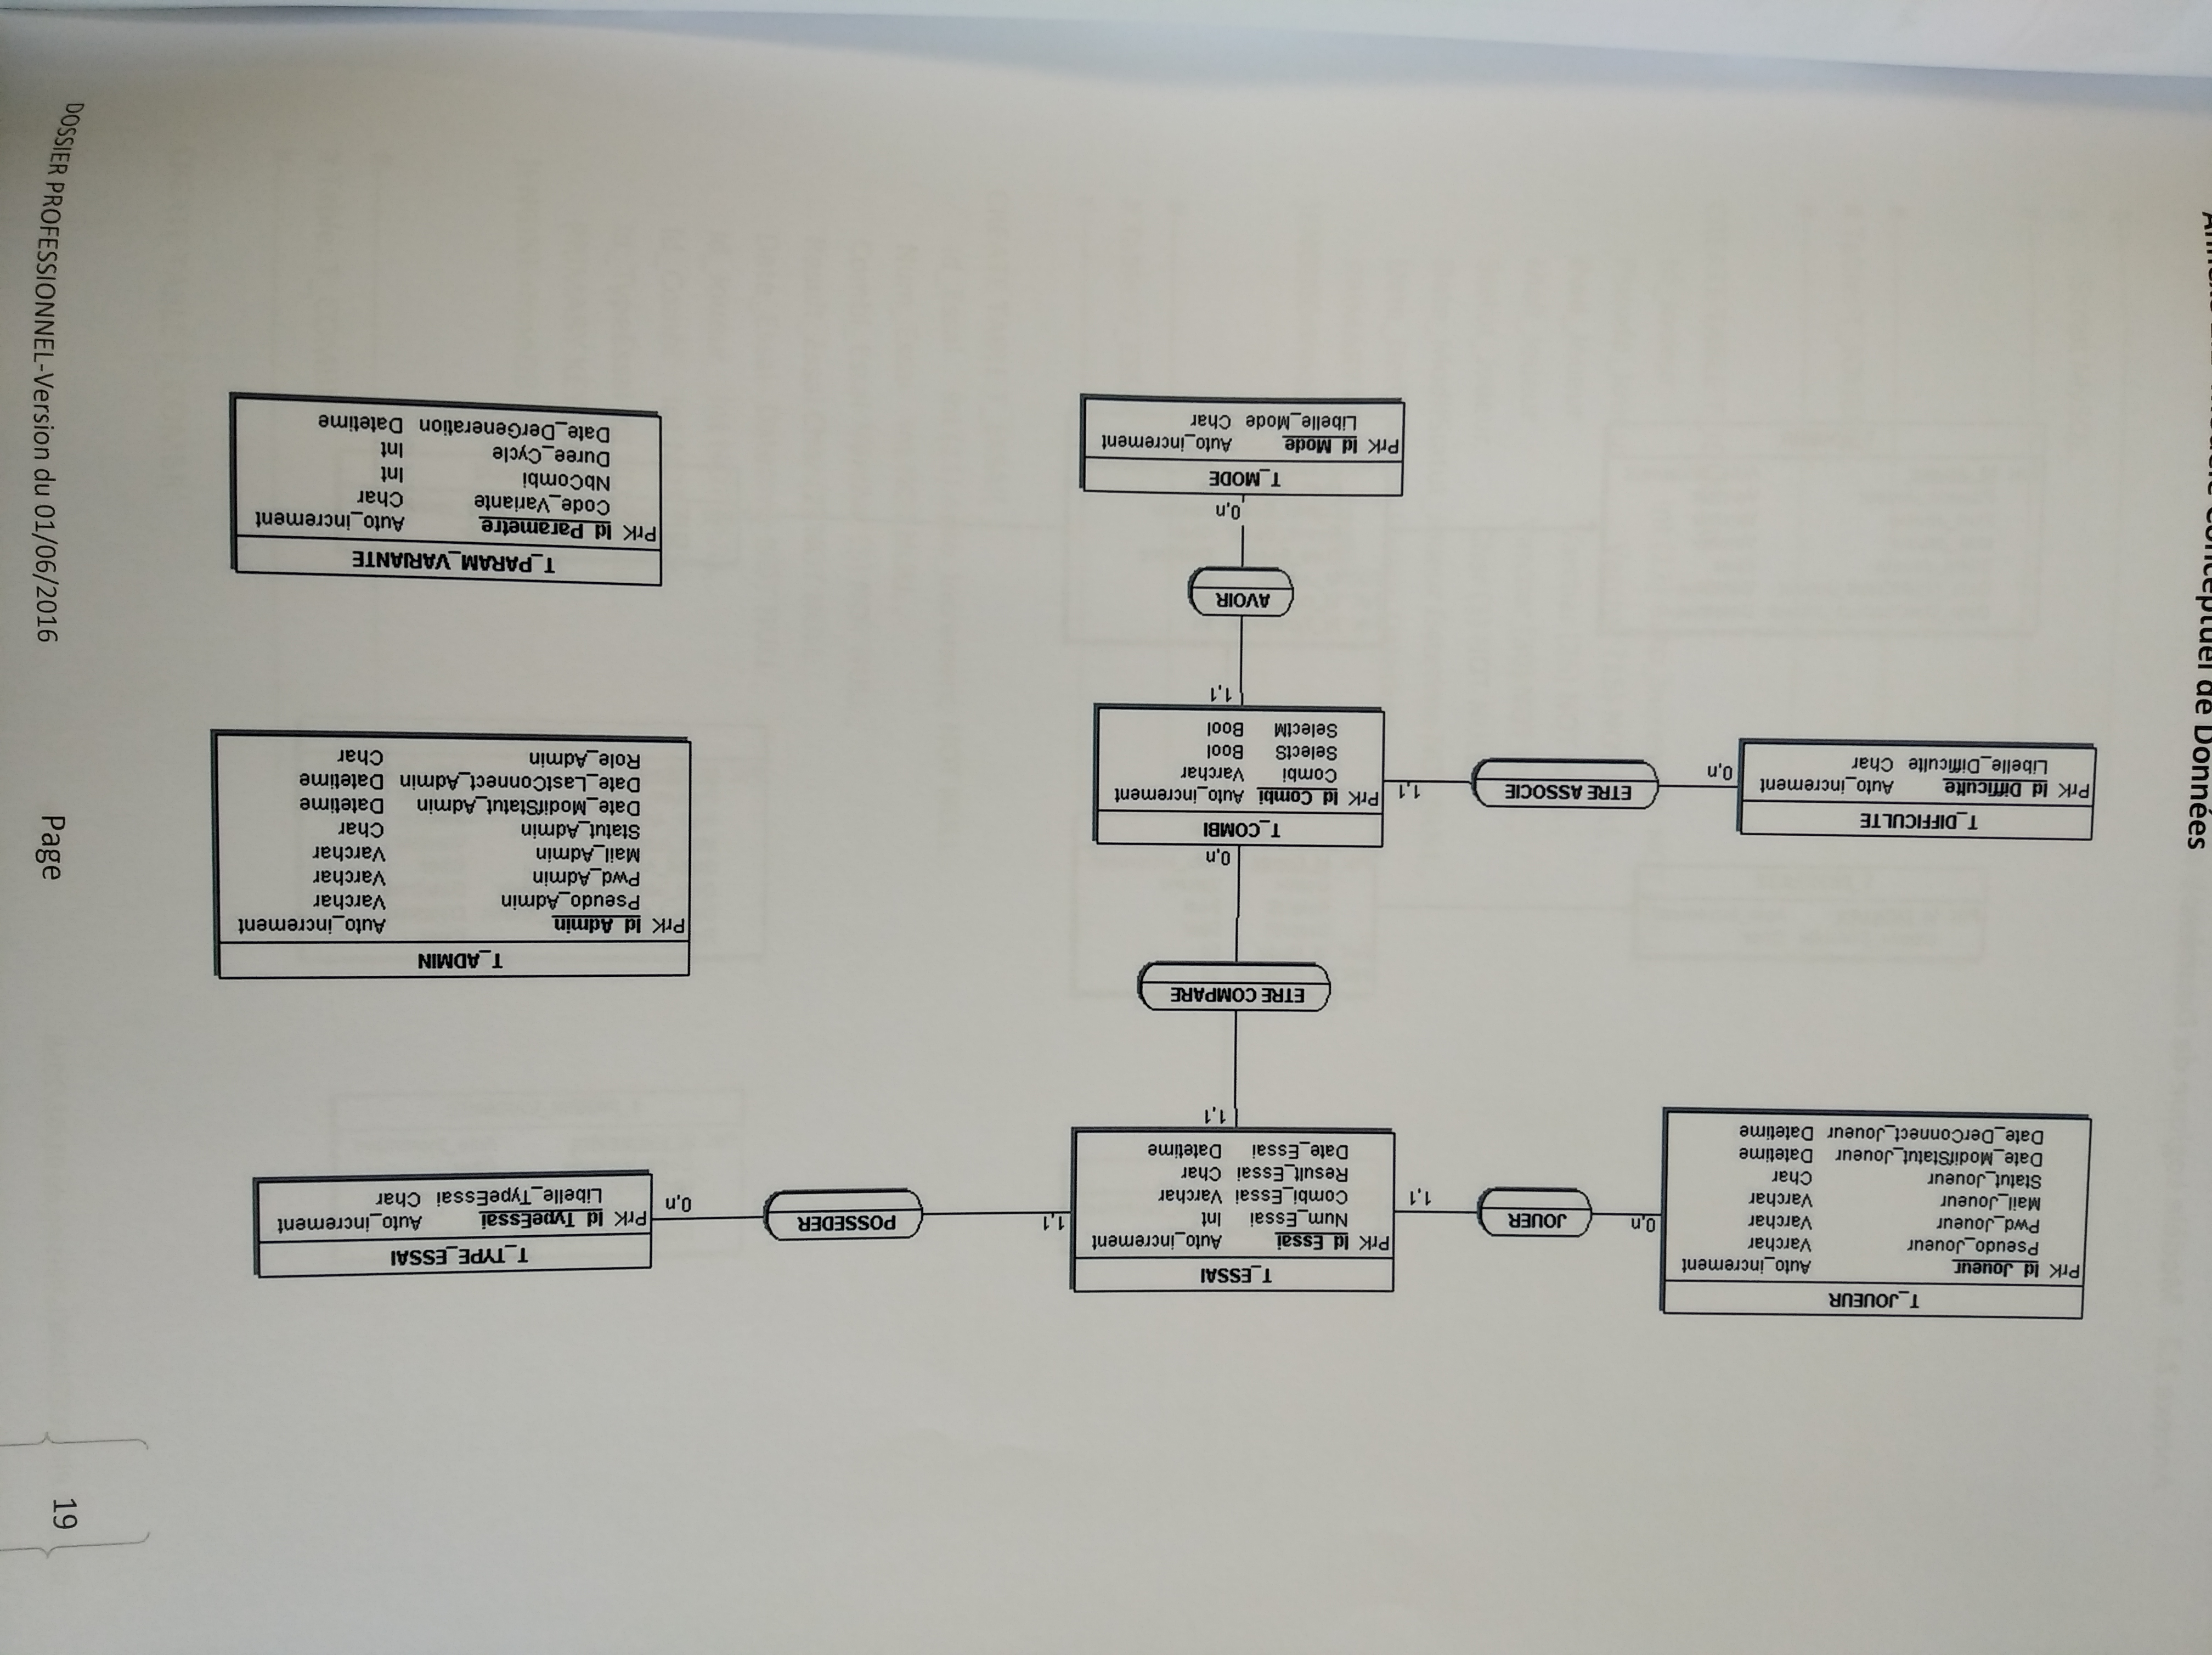 Modèle Conceptuel de Données
T_JOUEUR
PrK Id_Joueur Auto_increment
Pseudo_Joueur Varchar
Pwd_Joueur Varchar
Mail_Joueur Varchar
Statut_Joueur Char
Date_ModifStatut_Joueur Datetime
Date_DerConnect_Joueur Datetime
0,n
JOUER
1,1
T_ESSAI
PrK Id_Essai Auto_increment
Num_Essai Int
Combi_Essai Varchar
Result_Essai Char
Date_Essai Datetime
1,1
POSSEDER
0,n
T_TYPE_ESSAI
PrK Id_TypeEssai Auto_increment
Libelle_TypeEssai Char
1,1
ETRE COMPARE
0,n
T_DIFFICULTE
PrK Id_Difficulte Auto_increment
Libelle_Difficulte Char
0,n
ETRE ASSOCIE
1,1
T_COMBI
PrK Id_Combi Auto_increment
Combi Varchar
SelectS Bool
SelectM Bool
1,1
AVOIR
0,n
T_MODE
PrK Id_Mode Auto_increment
Libelle_Mode Char
T_ADMIN
PrK Id_Admin Auto_increment
Pseudo_Admin Varchar
Pwd_Admin Varchar
Mail_Admin Varchar
Statut_Admin Char
Date_ModifStatut_Admin Datetime
Date_LastConnect_Admin Datetime
Role_Admin Char
T_PARAM_VARIANTE
PrK Id_Parametre Auto_increment
Code_Variante Char
NbCombi Int
Duree_Cycle Int
Date_DerGeneration Datetime
DOSSIER PROFESSIONNEL-Version du 01/06/2016 Page 19